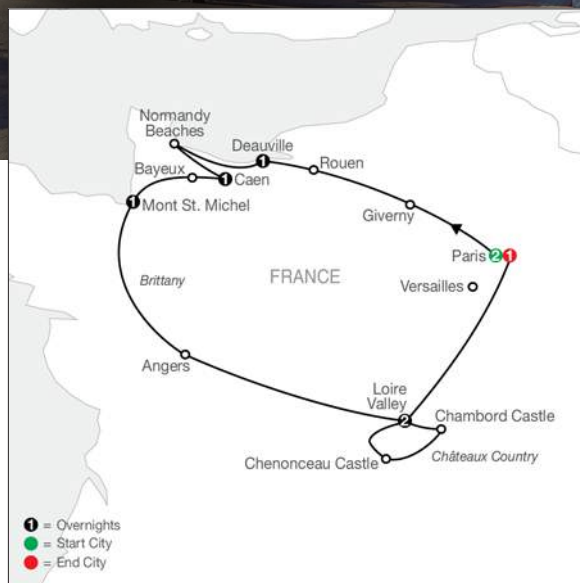 Normandy
Beaches
Deauville
1
Rouen
Bayeux
1
Caen
1
Mont St. Michel
Giverny
Paris 2 1
Brittany
FRANCE
Versailles
Angers
Loire
Valley
2
Chambord Castle
Chenonceau Castle
Châteaux Country
1 = Overnights
= Start City
= End City